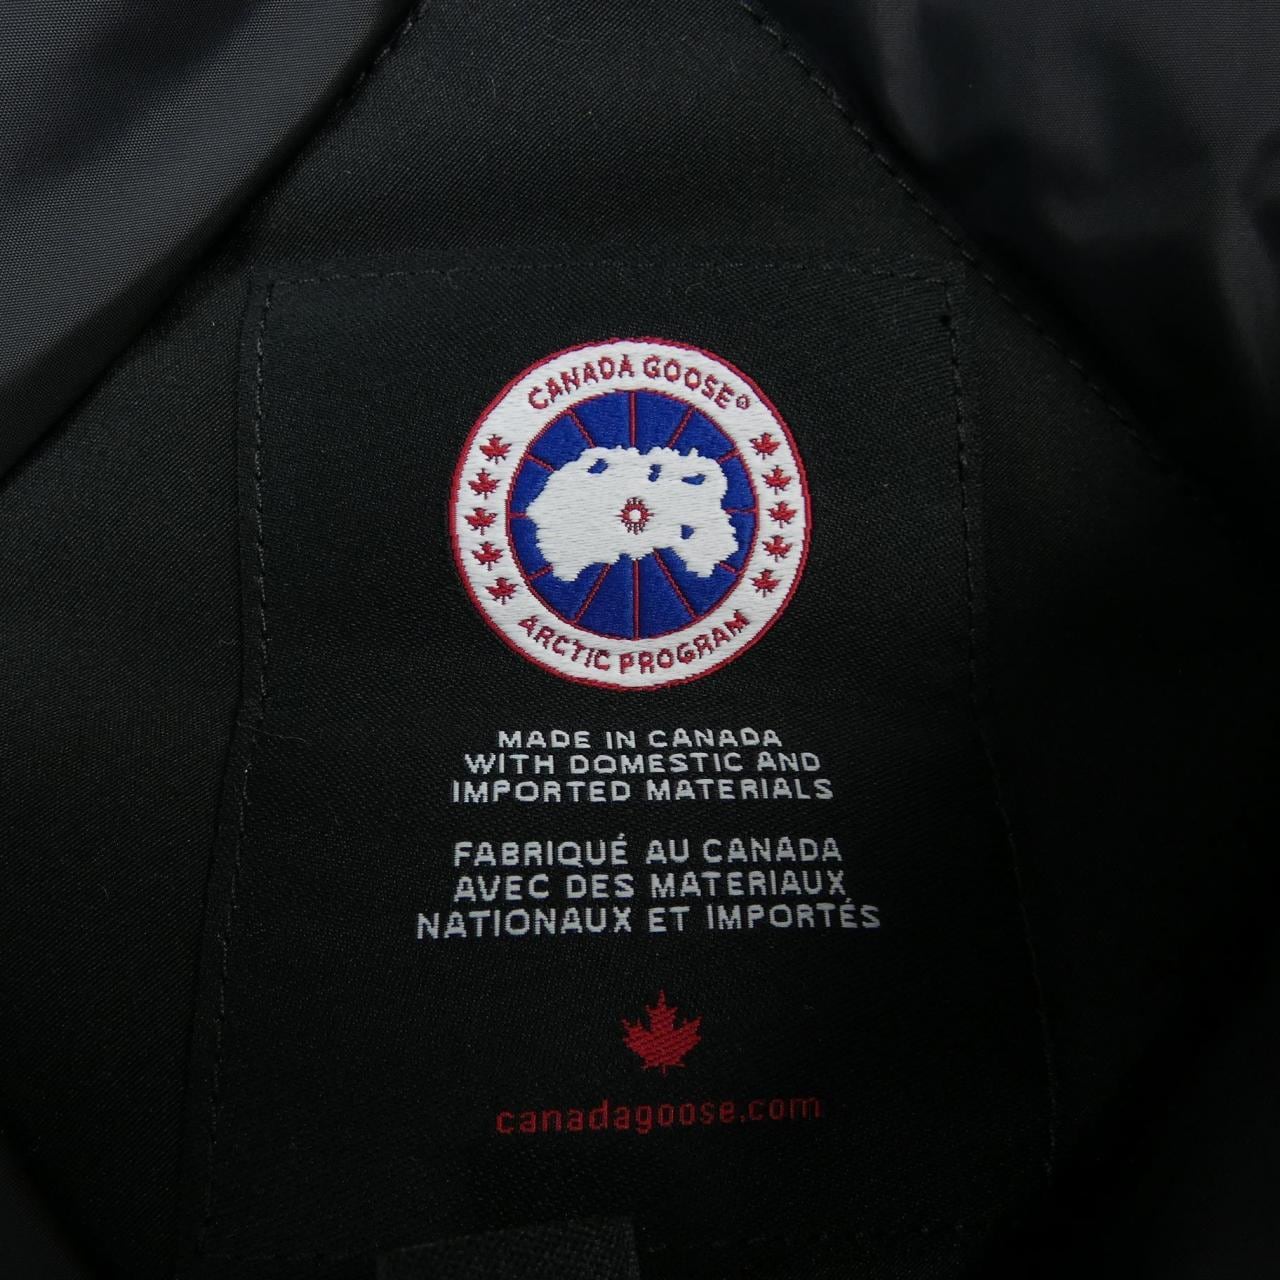 CANADA GOOSE®
ARCTIC PROGRAM
MADE IN CANADA
WITH DOMESTIC AND
IMPORTED MATERIALS
FABRIQUÉ AU CANADA
AVEC DES MATERIAUX
NATIONAUX ET IMPORTÉS
canadagoose.com